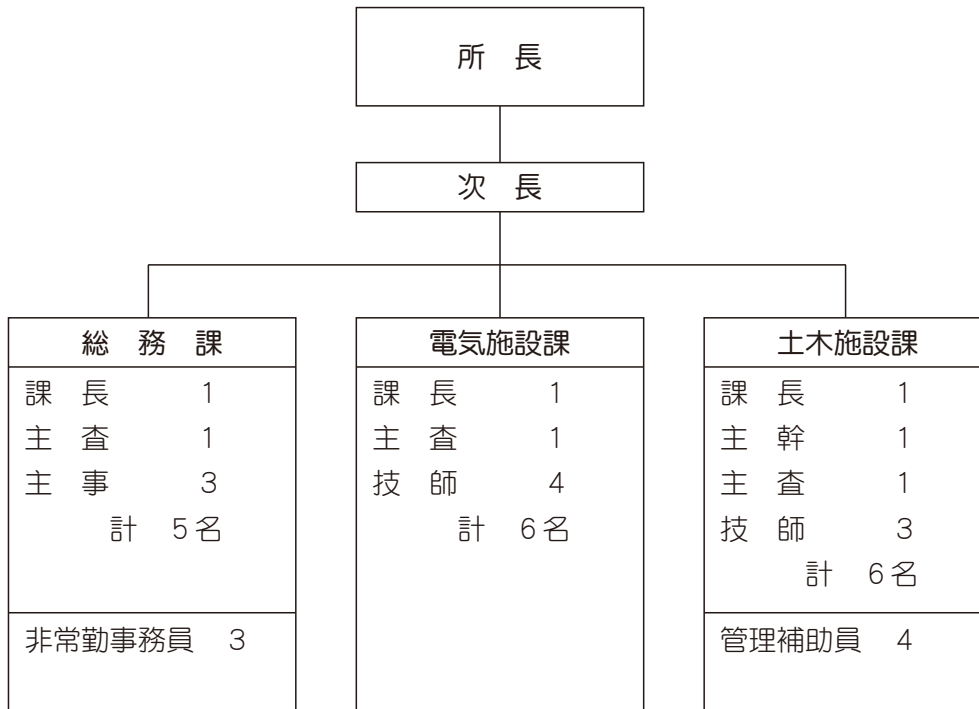 所　長
次　長
総　務　課
課　長　1
主　査　1
主　事　3
計　5名
非常勤事務員　3
電気施設課
課　長　1
主　査　1
技　師　4
計　6名
土木施設課
課　長　1
主　幹　1
主　査　1
技　師　3
計　6名
管理補助員　4